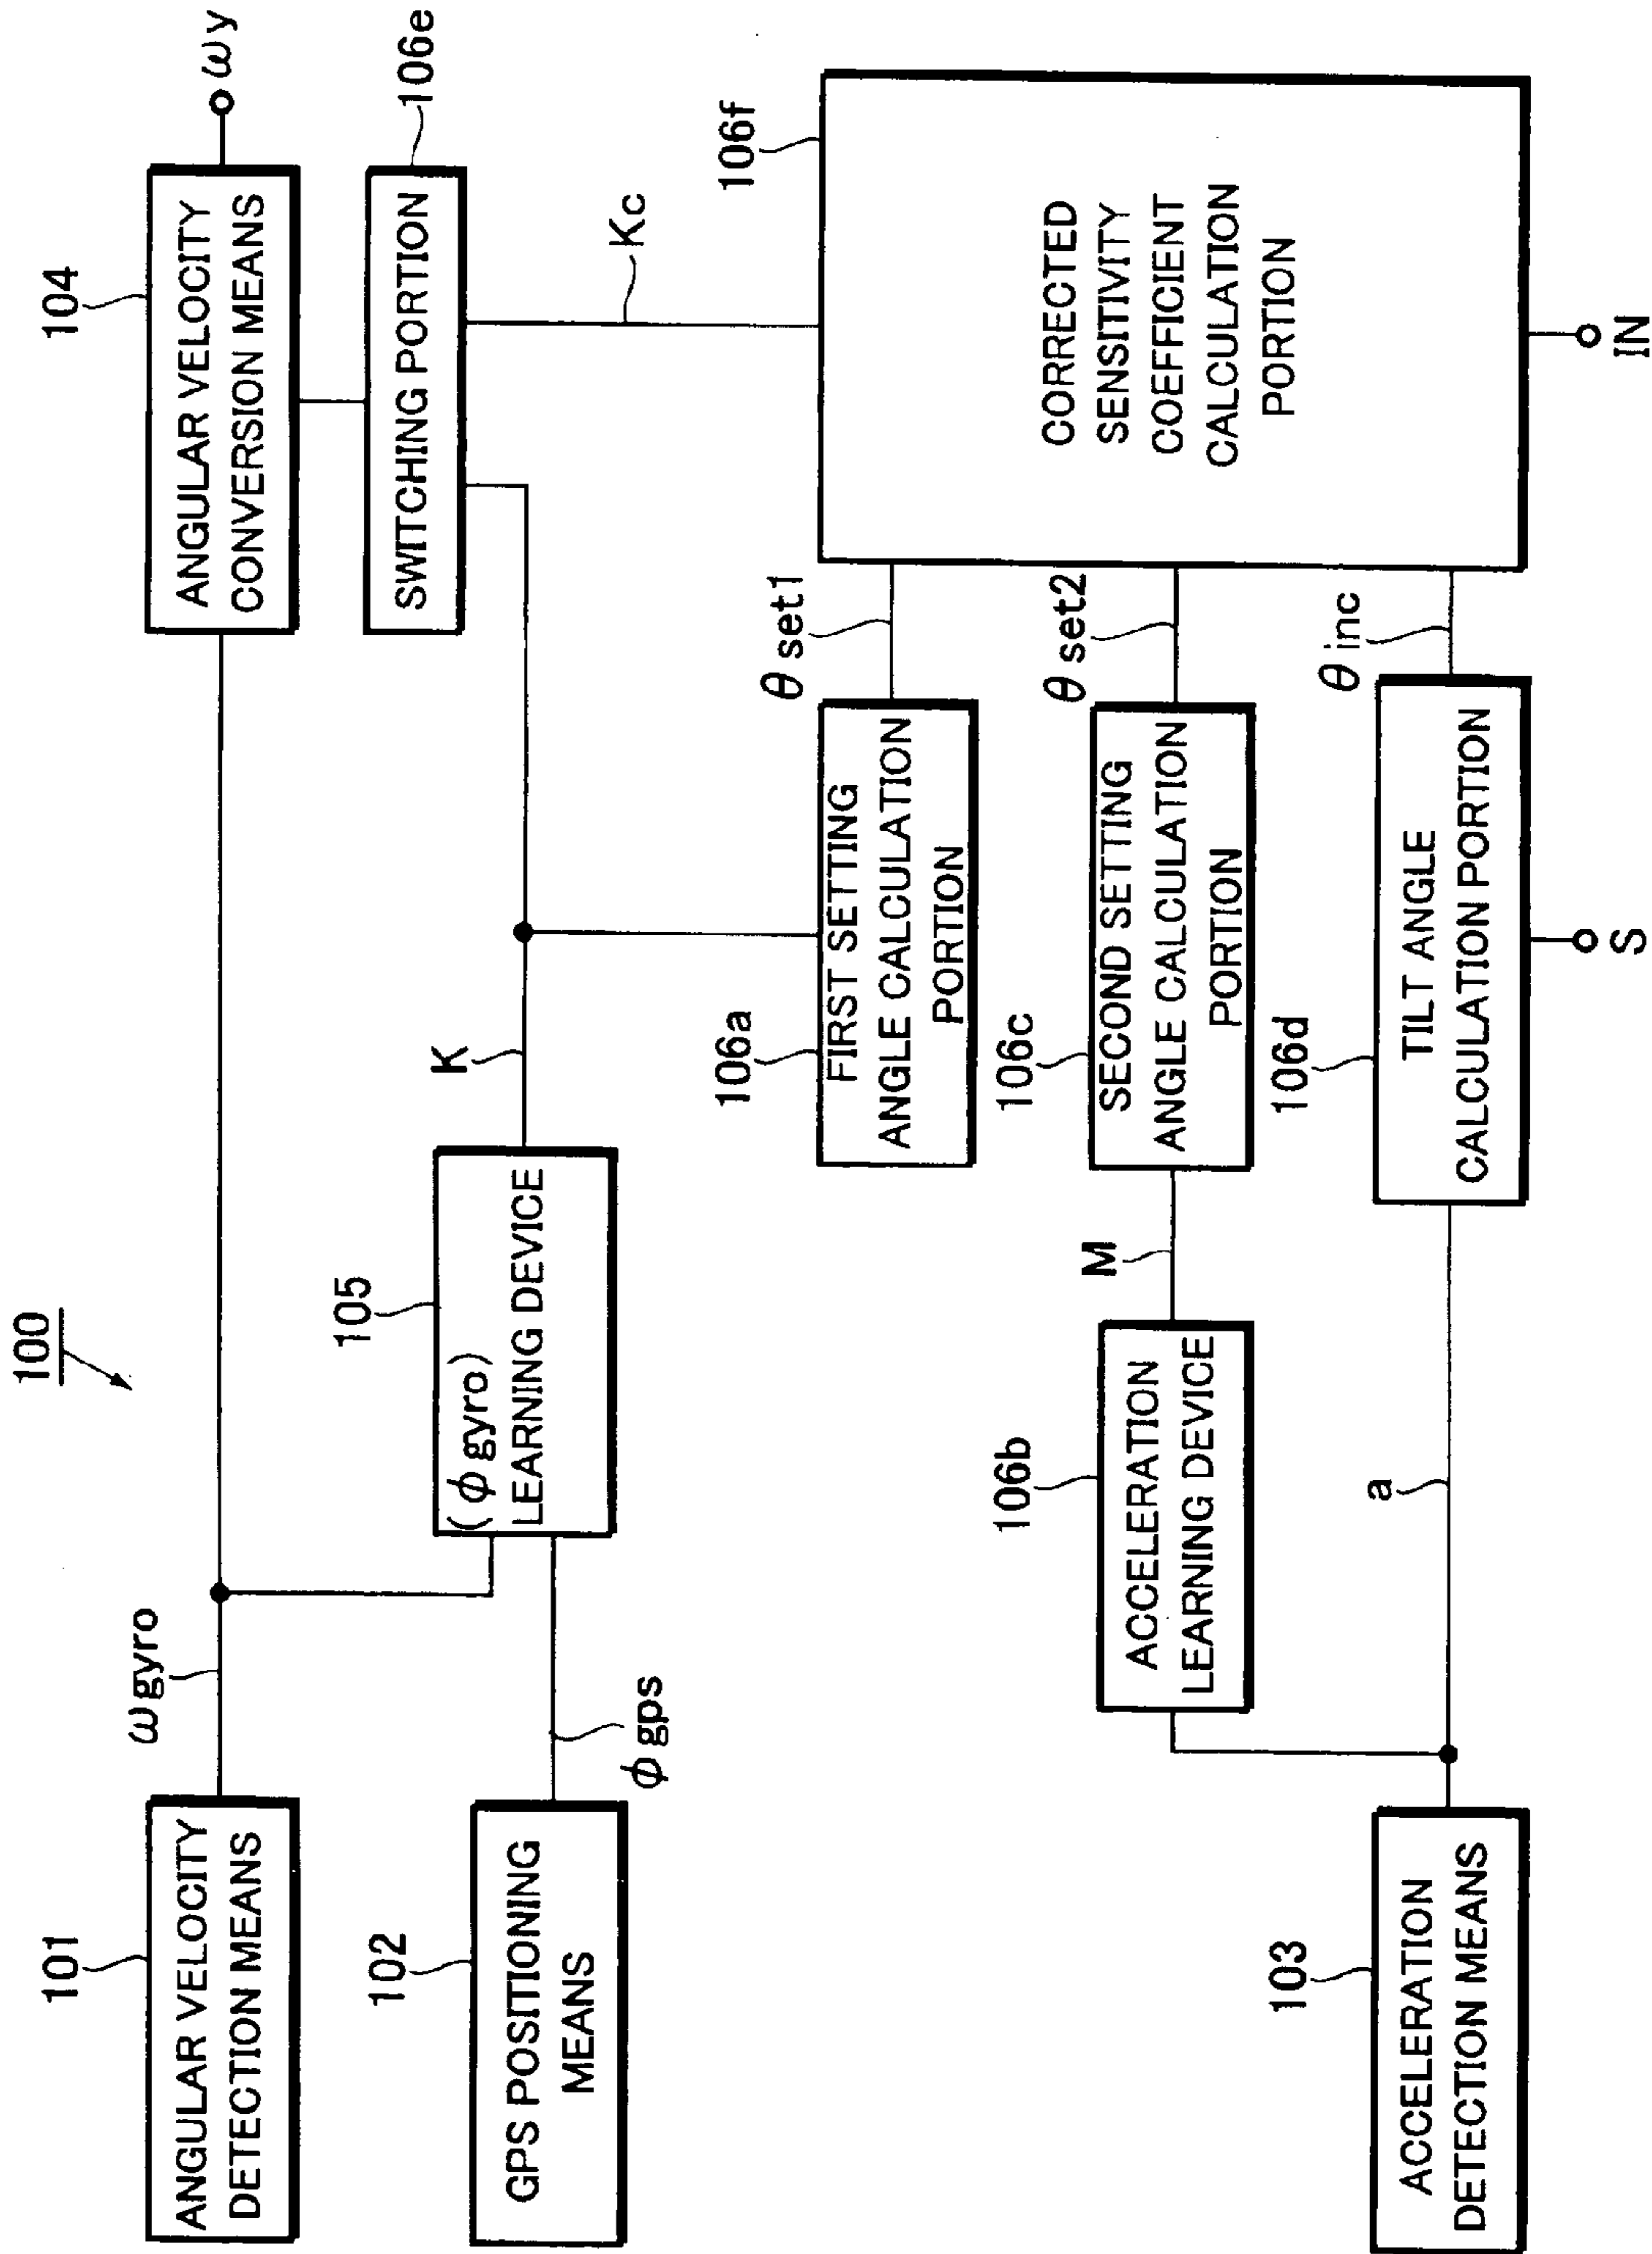 100
101
ANGULAR VELOCITY
DETECTION MEANS
ωgyro
104
ANGULAR VELOCITY
CONVERSION MEANS
ωy
102
GPS POSITIONING
MEANS
φgps
105
(φgyro)
LEARNING DEVICE
K
SWITCHING PORTION
106e
Kc
106a
FIRST SETTING
ANGLE CALCULATION
PORTION
θset1
106f
CORRECTED
SENSITIVITY
COEFFICIENT
CALCULATION
PORTION
106b
ACCELERATION
LEARNING DEVICE
M
106c
SECOND SETTING
ANGLE CALCULATION
PORTION
θset2
103
ACCELERATION
DETECTION MEANS
a
106d
TILT ANGLE
CALCULATION PORTION
θinc
S
IN